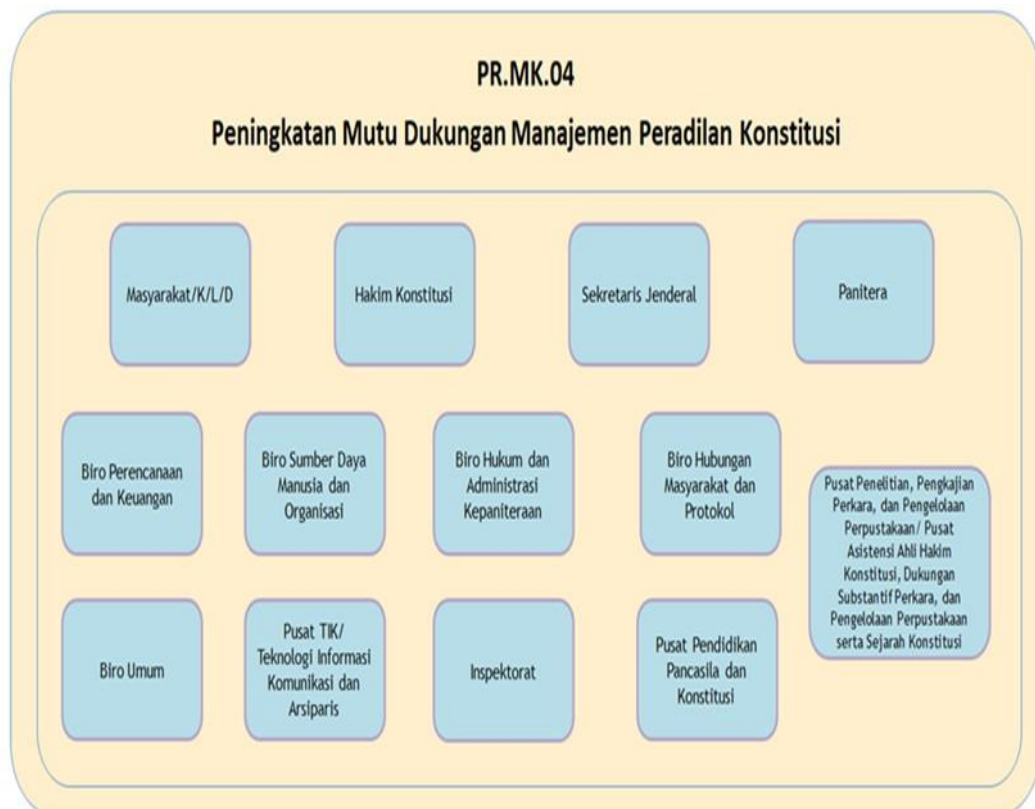 PR.MK.04
Peningkatan Mutu Dukungan Manajemen Peradilan Konstitusi
Masyarakat/K/L/D
Hakim Konstitusi
Sekretaris Jenderal
Panitera
Biro Perencanaan
dan Keuangan
Biro Sumber Daya
Manusia dan
Organisasi
Biro Hukum dan
Administrasi
Kepaniteraan
Biro Hubungan
Masyarakat dan
Protokol
Pusat Penelitian, Pengkajian
Perkara, dan Pengelolaan
Perpustakaan/ Pusat
Asistensi Ahli Hakim
Konstitusi, Dukungan
Substantif Perkara, dan
Pengelolaan Perpustakaan
serta Sejarah Konstitusi
Biro Umum
Pusat TIK/
Teknologi Informasi
Komunikasi dan
Arsiparis
Inspektorat
Pusat Pendidikan
Pancasila dan
Konstitusi